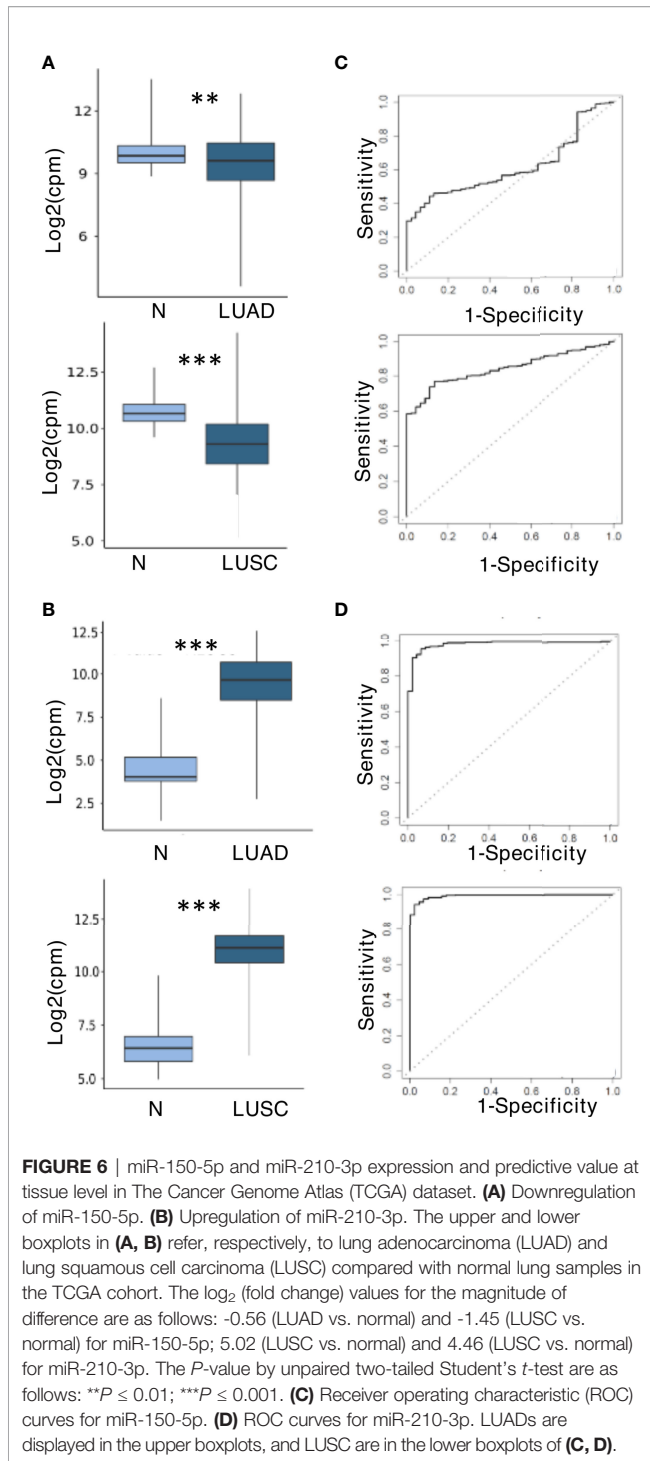 A
C
**
12
9
6
Log2(cpm)
N LUAD
Sensitivity
0.0 0.2 0.4 0.6 0.8 1.0
0.0 0.2 0.4 0.6 0.8 1.0
1-Specificity
***
10.0
7.5
5.0
Log2(cpm)
N LUSC
Sensitivity
0.0 0.2 0.4 0.6 0.8 1.0
0.0 0.2 0.4 0.6 0.8 1.0
1-Specificity
B
D
***
12.5
10.0
7.5
5.0
2.5
Log2(cpm)
N LUAD
Sensitivity
0.0 0.2 0.4 0.6 0.8 1.0
0.0 0.2 0.4 0.6 0.8 1.0
1-Specificity
***
12.5
10.0
7.5
5.0
Log2(cpm)
N LUSC
Sensitivity
0.0 0.2 0.4 0.6 0.8 1.0
0.0 0.2 0.4 0.6 0.8 1.0
1-Specificity
FIGURE 6 | miR-150-5p and miR-210-3p expression and predictive value at
tissue level in The Cancer Genome Atlas (TCGA) dataset. (A) Downregulation
of miR-150-5p. (B) Upregulation of miR-210-3p. The upper and lower
boxplots in (A, B) refer, respectively, to lung adenocarcinoma (LUAD) and
lung squamous cell carcinoma (LUSC) compared with normal lung samples in
the TCGA cohort. The log₂ (fold change) values for the magnitude of
difference are as follows: -0.56 (LUAD vs. normal) and -1.45 (LUSC vs.
normal) for miR-150-5p; 5.02 (LUSC vs. normal) and 4.46 (LUSC vs. normal)
for miR-210-3p. The P-value by unpaired two-tailed Student's t-test are as
follows: **P ≤ 0.01; ***P ≤ 0.001. (C) Receiver operating characteristic (ROC)
curves for miR-150-5p. (D) ROC curves for miR-210-3p. LUADs are
displayed in the upper boxplots, and LUSC are in the lower boxplots of (C, D).